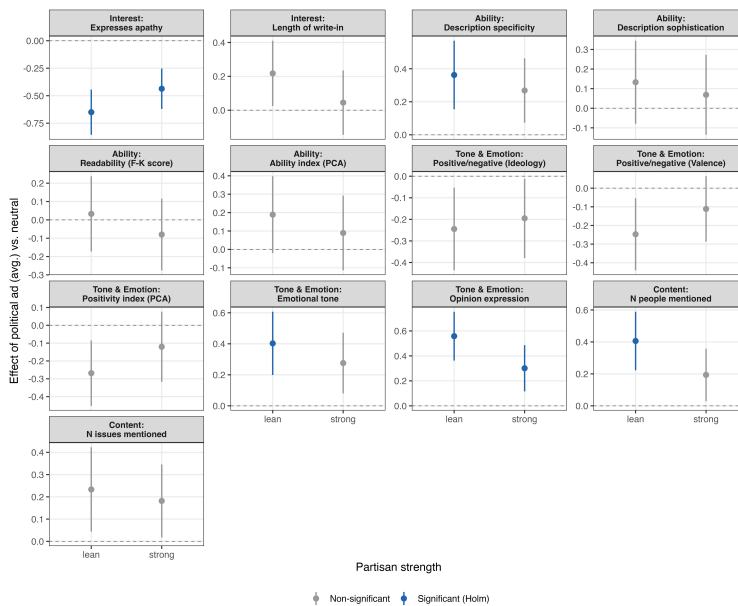 Interest:
Expresses apathy
Interest:
Length of write-in
Ability:
Description specificity
Ability:
Description sophistication
0.00
-0.25
-0.50
-0.75
0.4
0.2
0.0
0.4
0.2
0.0
0.3
0.2
0.1
0.0
-0.1
Ability:
Readability (F-K score)
Ability:
Ability index (PCA)
Tone & Emotion:
Positive/negative (Ideology)
Tone & Emotion:
Positive/negative (Valence)
0.2
0.1
0.0
-0.1
-0.2
-0.3
0.4
0.3
0.2
0.1
0.0
-0.1
0.0
-0.1
-0.2
-0.3
-0.4
0.0
-0.1
-0.2
-0.3
-0.4
Tone & Emotion:
Positivity index (PCA)
Tone & Emotion:
Emotional tone
Tone & Emotion:
Opinion expression
Content:
N people mentioned
0.1
0.0
-0.1
-0.2
-0.3
-0.4
0.6
0.4
0.2
0.0
0.6
0.4
0.2
0.0
0.6
0.4
0.2
0.0
lean strong
lean strong
lean strong
Content:
N issues mentioned
0.4
0.3
0.2
0.1
0.0
lean strong
Effect of political ad (avg.) vs. neutral
Partisan strength
Non-significant Significant (Holm)